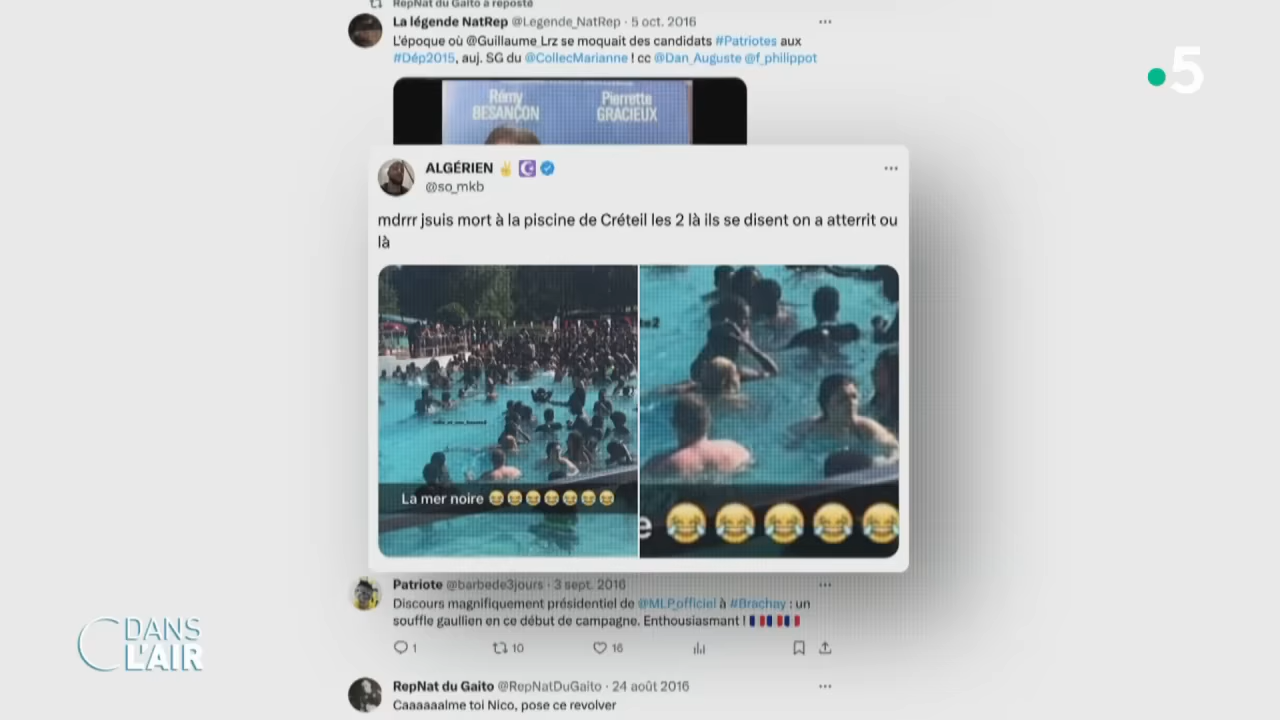 RepNat du Gaito a reposté
La légende NatRep @Legende_NatRep · 5 oct. 2016
L'époque où @Guillaume_Lrz se moquait des candidats #Patriotes aux
#Dép2015, auj. SG du @CollecMarianne ! cc @Dan_Auguste @f_philippot
Rémy BESANÇON
Pierrette GRACIEUX
5
ALGÉRIEN
@so_mkb
mdrrr jsuis mort à la piscine de Créteil les 2 là ils se disent on a atterrit ou
là
La mer noire 😂😂😂😂😂😂😂
e 😂😂😂😂😂
Patriote @barbede3jours · 3 sept. 2016
Discours magnifiquement présidentiel de @MLP_officiel à #Brachay : un
souffle gaullien en ce début de campagne. Enthousiasmant ! 🇫🇷🇫🇷🇫🇷
1 10 16
RepNat du Gaito @RepNatDuGaito · 24 août 2016
Caaaaaalme toi Nico, pose ce revolver
C DANS
L'AIR